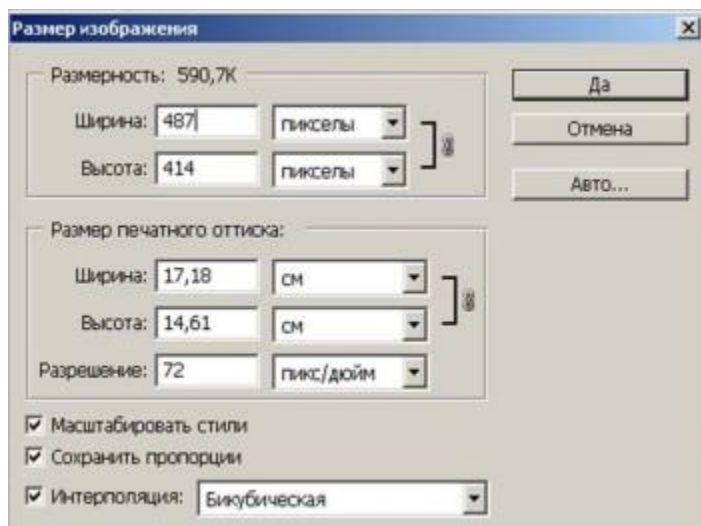 Размер изображения
Размерность: 590,7К
Да
Ширина: 487 пикселы
Отмена
Высота: 414 пикселы
Авто...
Размер печатного оттиска:
Ширина: 17,18 см
Высота: 14,61 см
Разрешение: 72 пикс/дюйм
Масштабировать стили
Сохранить пропорции
Интерполяция: Бикубическая